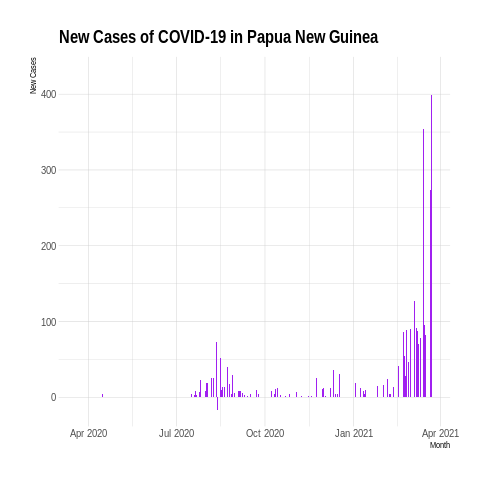 New Cases of COVID-19 in Papua New Guinea
New Cases
400
300
200
100
0
Apr 2020
Jul 2020
Oct 2020
Jan 2021
Apr 2021
Month